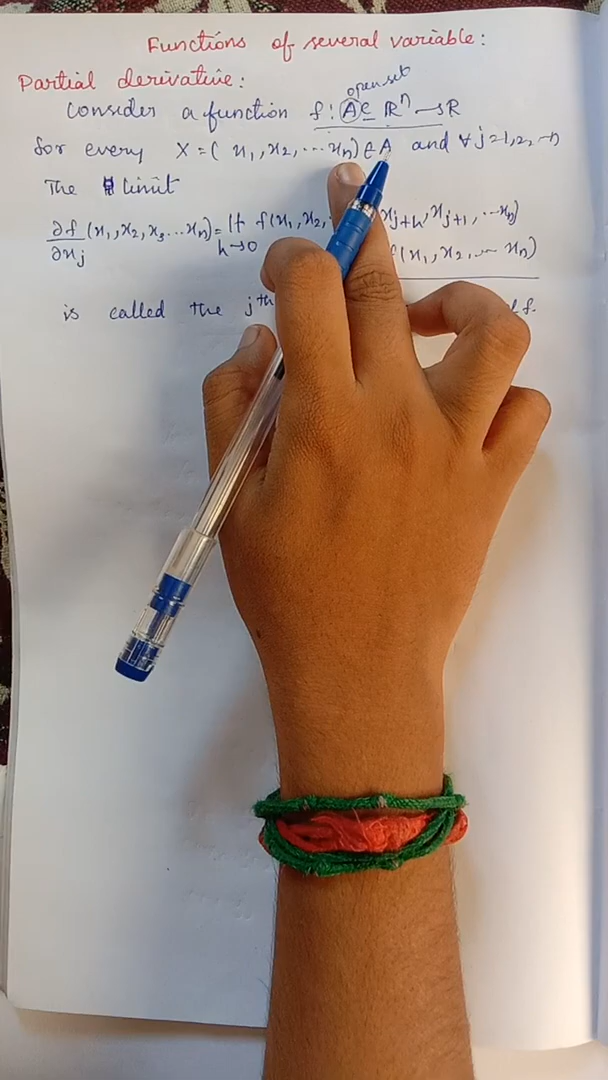 Functions of several variable:
Partial derivative:
open set
Consider a function f: A ⊆ ℝⁿ → ℝ
for every X = (x₁, x₂, ... xₙ) ∈ A and ∀ j=1, 2, -- n
The limit
∂f/∂xⱼ (x₁, x₂, x₃ ... xₙ) = lt h→0 f(x₁, x₂, xⱼ+h, xⱼ₊₁, ... xₙ)
f(x₁, x₂, ... xₙ)
is called the jth f.